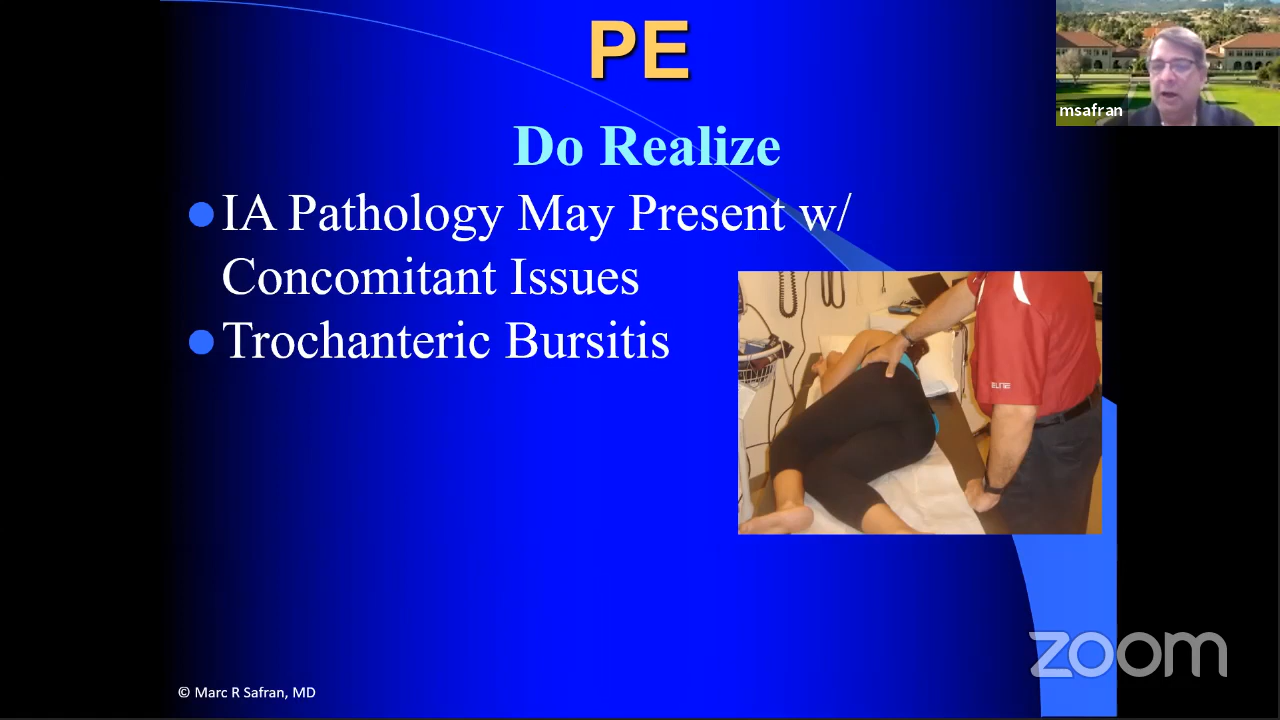 PE
msafran
Do Realize
IA Pathology May Present w/
Concomitant Issues
Trochanteric Bursitis
© Marc R Safran, MD
zoom